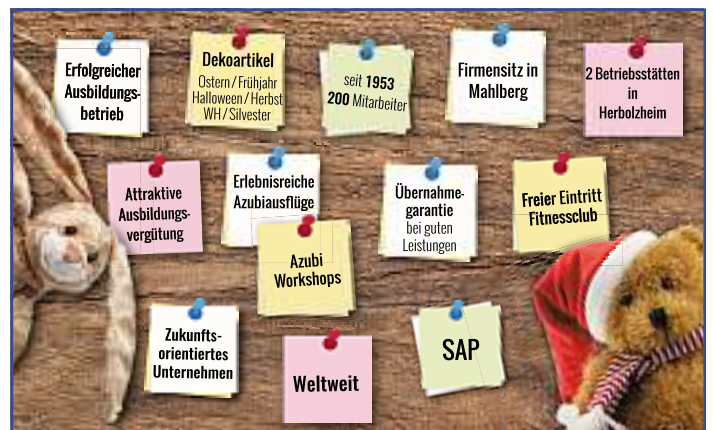 Erfolgreicher
Ausbildungs-
betrieb
Dekoartikel
Ostern / Frühjahr
Halloween / Herbst
WH / Silvester
seit 1953
200 Mitarbeiter
Firmensitz in
Mahlberg
2 Betriebsstätten
in
Herbolzheim
Attraktive
Ausbildungs-
vergütung
Erlebnisreiche
Azubiausflüge
Azubi
Workshops
Übernahme-
garantie
bei guten
Leistungen
Freier Eintritt
Fitnessclub
Zukunfts-
orientiertes
Unternehmen
Weltweit
SAP